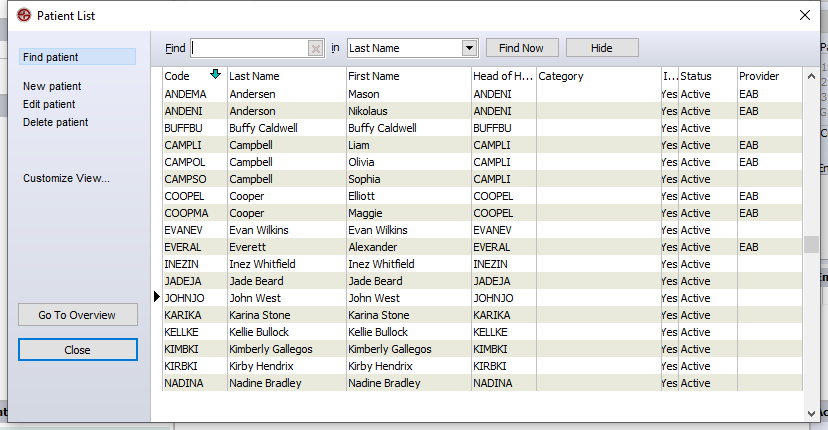 Patient List
Find patient
New patient
Edit patient
Delete patient
Customize View...
Go To Overview
Close
Find in Last Name Find Now Hide
Code Last Name First Name Head of H... Category I... Status Provider
ANDEMA Andersen Mason ANDENI Yes Active EAB
ANDENI Anderson Nikolaus ANDENI Yes Active EAB
BUFFBU Buffy Caldwell Buffy Caldwell BUFFBU Yes Active
CAMPLI Campbell Liam CAMPLI Yes Active EAB
CAMPOL Campbell Olivia CAMPLI Yes Active EAB
CAMPSO Campbell Sophia CAMPLI Yes Active
COOPEL Cooper Elliott COOPEL Yes Active EAB
COOPMA Cooper Maggie COOPEL Yes Active EAB
EVANEV Evan Wilkins Evan Wilkins EVANEV Yes Active
EVERAL Everett Alexander EVERAL Yes Active EAB
INEZIN Inez Whitfield Inez Whitfield INEZIN Yes Active
JADEJA Jade Beard Jade Beard JADEJA Yes Active
JOHNJO John West John West JOHNJO Yes Active
KARIKA Karina Stone Karina Stone KARIKA Yes Active
KELLKE Kellie Bullock Kellie Bullock KELLKE Yes Active
KIMBKI Kimberly Gallegos Kimberly Gallegos KIMBKI Yes Active
KIRBKI Kirby Hendrix Kirby Hendrix KIRBKI Yes Active
NADINA Nadine Bradley Nadine Bradley NADINA Yes Active